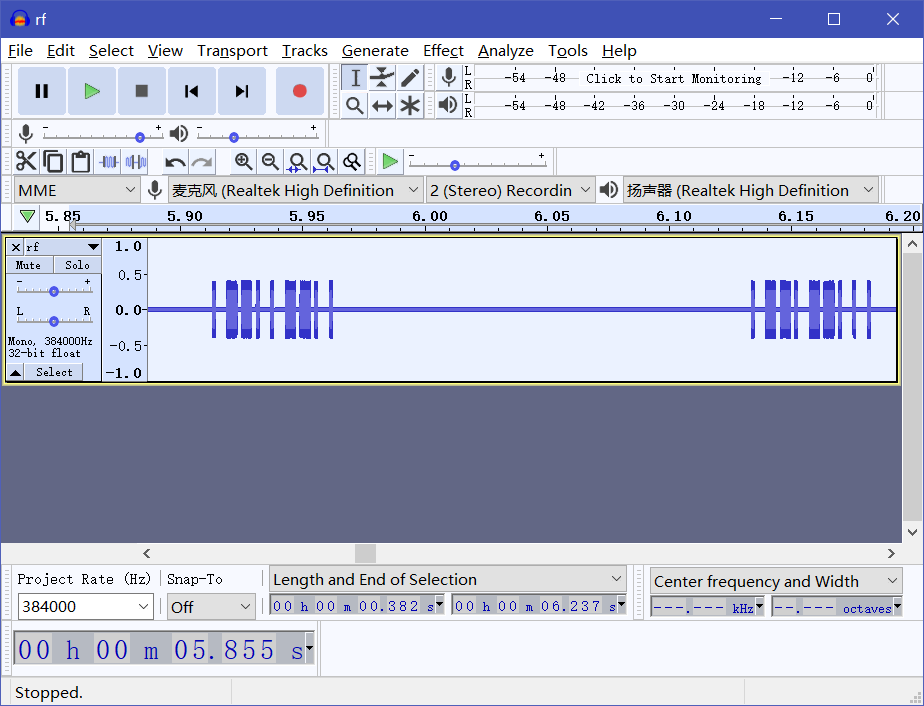 rf
File Edit Select View Transport Tracks Generate Effect Analyze Tools Help
L R -54 -48 Click to Start Monitoring -12 -6 0
L R -54 -48 -42 -36 -30 -24 -18 -12 -6 0
- + - +
- +
MME 麦克风 (Realtek High Definition 2 (Stereo) Recordin 扬声器 (Realtek High Definition
5.85 5.90 5.95 6.00 6.05 6.10 6.15 6.20
rf 1.0
Mute Solo
0.5
- +
0.0
L R
Mono, 384000Hz
-0.5
32-bit float
Select -1.0
Project Rate (Hz) Snap-To Length and End of Selection Center frequency and Width
384000 Off 00 h 00 m 00.382 s 00 h 00 m 06.237 s ---.--- kHz --.--- octaves
00 h 00 m 05.855 s
Stopped.